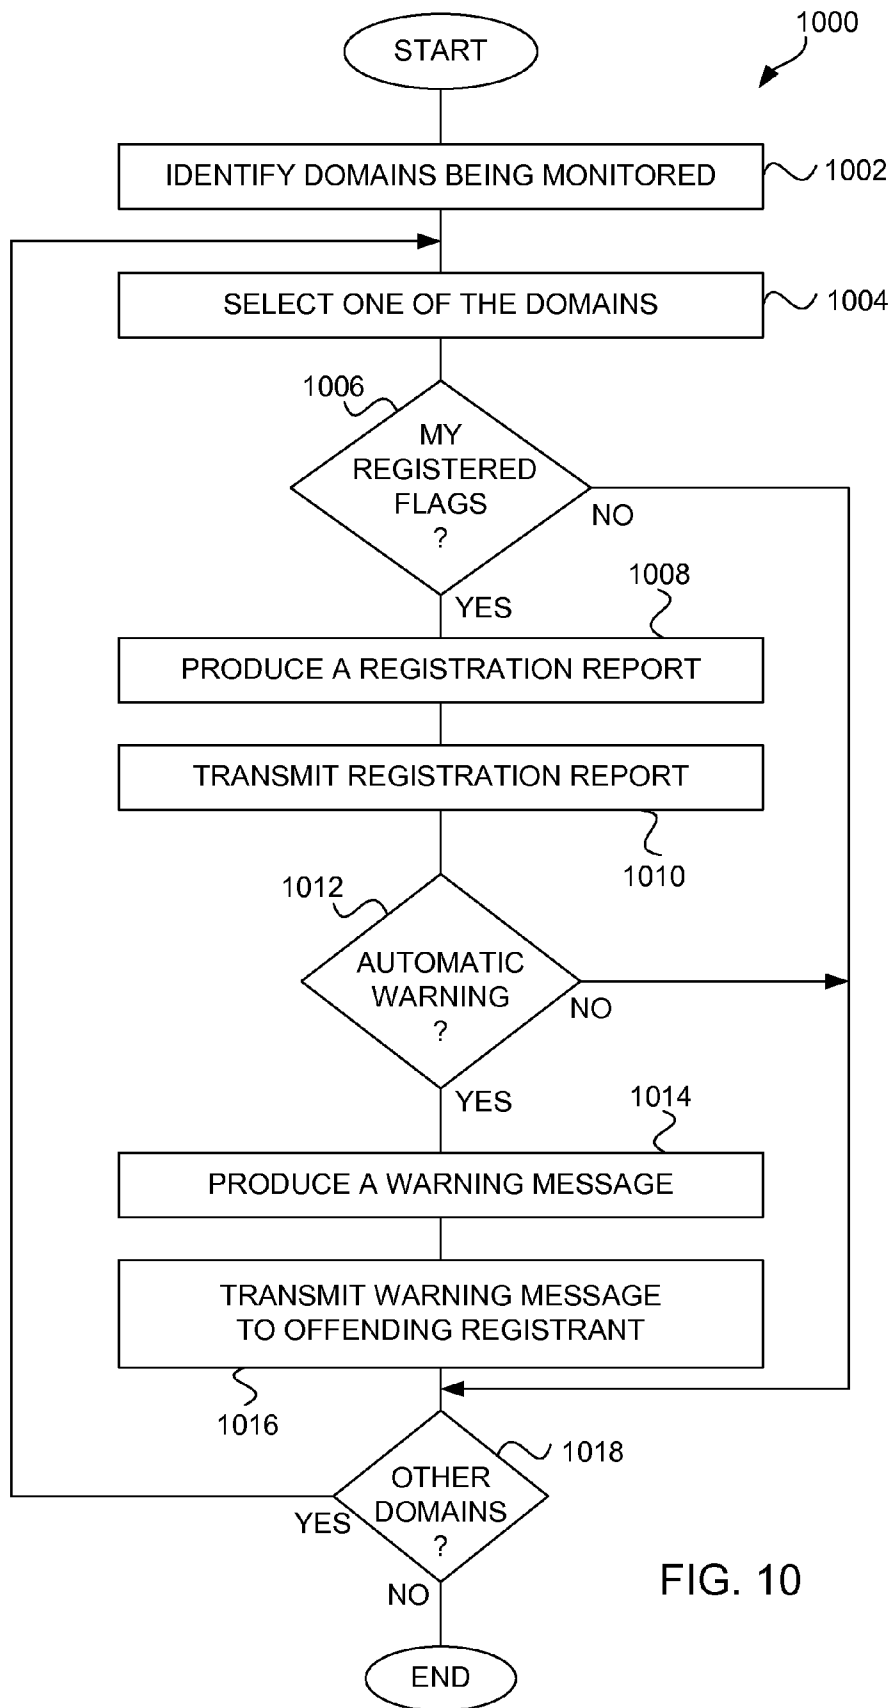 START
1000
IDENTIFY DOMAINS BEING MONITORED
1002
SELECT ONE OF THE DOMAINS
1004
1006
MY
REGISTERED
FLAGS
?
NO
YES
1008
PRODUCE A REGISTRATION REPORT
TRANSMIT REGISTRATION REPORT
1010
1012
AUTOMATIC
WARNING
?
NO
YES
1014
PRODUCE A WARNING MESSAGE
TRANSMIT WARNING MESSAGE
TO OFFENDING REGISTRANT
1016
1018
OTHER
DOMAINS
?
YES
NO
FIG. 10
END